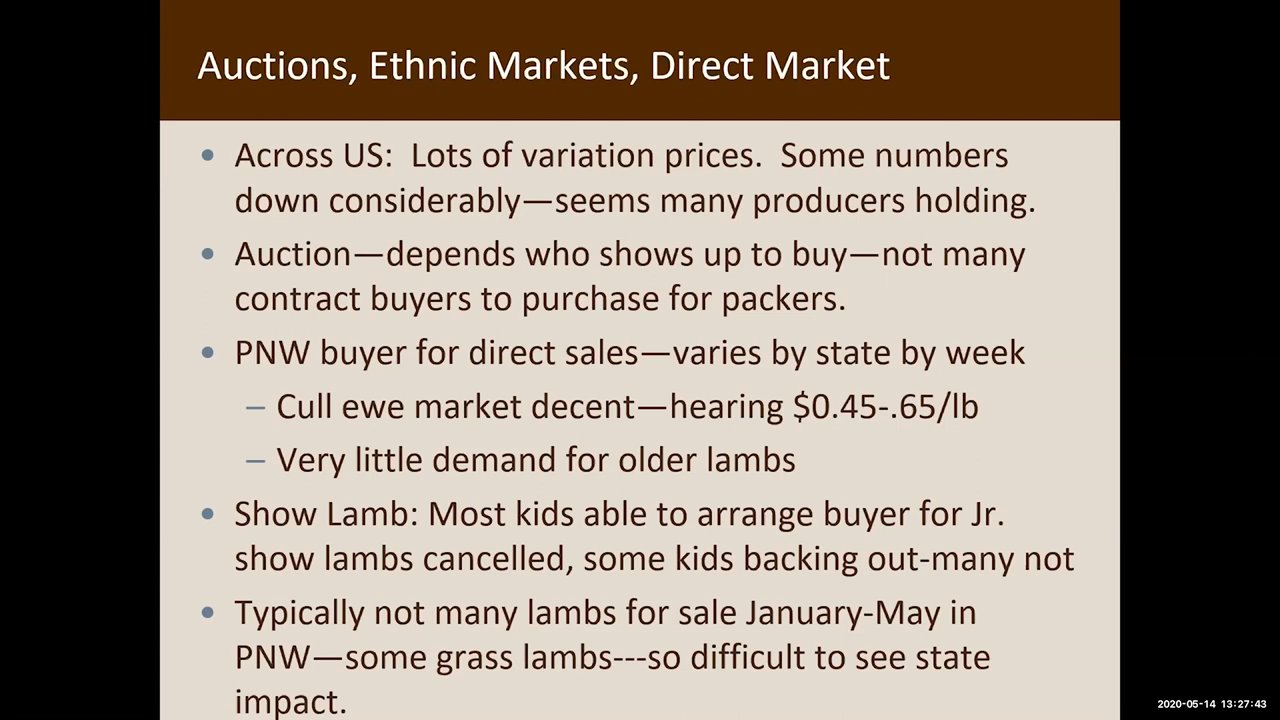 Auctions, Ethnic Markets, Direct Market
• Across US:  Lots of variation prices.  Some numbers
down considerably—seems many producers holding.
• Auction—depends who shows up to buy—not many
contract buyers to purchase for packers.
• PNW buyer for direct sales—varies by state by week
– Cull ewe market decent—hearing $0.45-.65/lb
– Very little demand for older lambs
• Show Lamb: Most kids able to arrange buyer for Jr.
show lambs cancelled, some kids backing out-many not
• Typically not many lambs for sale January-May in
PNW—some grass lambs---so difficult to see state
impact.
2020-05-14 13:27:43